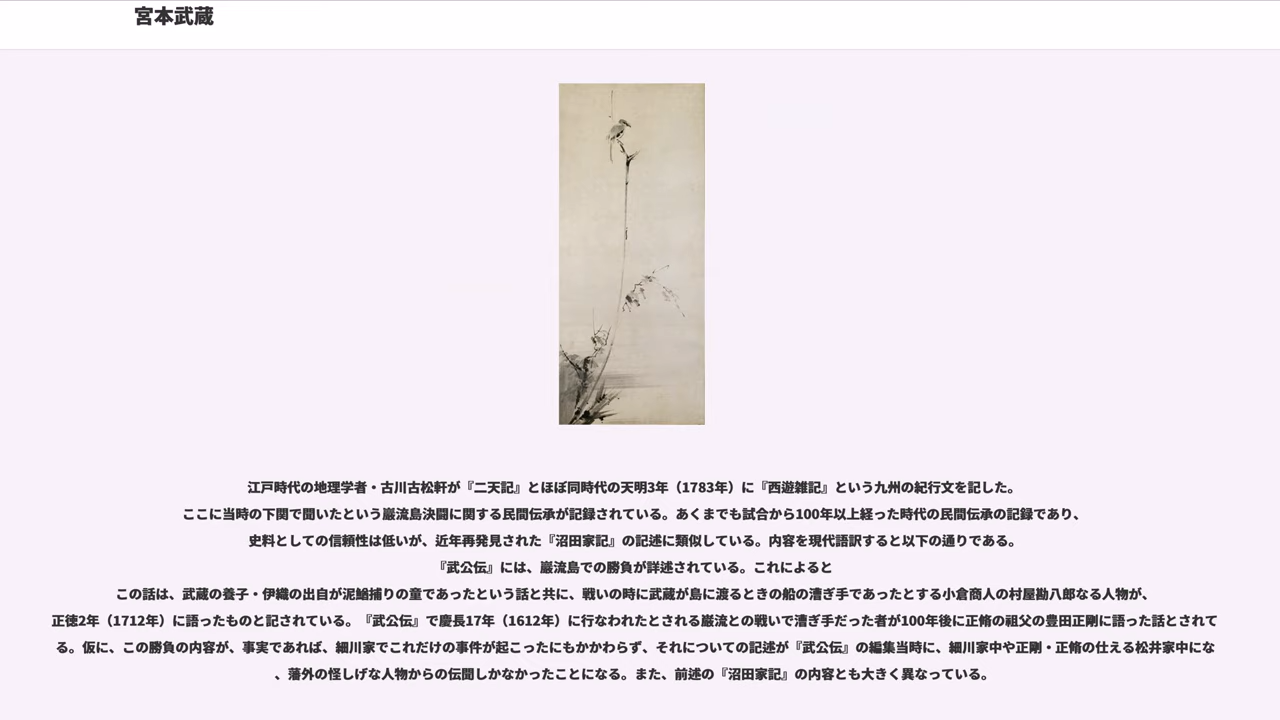 宮本武蔵
江戸時代の地理学者・古川古松軒が『二天記』とほぼ同時代の天明3年（1783年）に『西遊雑記』という九州の紀行文を記した。
ここに当時の下関で聞いたという巌流島決闘に関する民間伝承が記録されている。あくまでも試合から100年以上経った時代の民間伝承の記録であり、
史料としての信頼性は低いが、近年再発見された『沼田家記』の記述に類似している。内容を現代語訳すると以下の通りである。
『武公伝』には、巌流島での勝負が詳述されている。これによると
この話は、武蔵の養子・伊織の出自が泥鰌捕りの童であったという話と共に、戦いの時に武蔵が島に渡るときの船の漕ぎ手であったとする小倉商人の村屋勘八郎なる人物が、
正徳2年（1712年）に語ったものと記されている。『武公伝』で慶長17年（1612年）に行なわれたとされる巌流との戦いで漕ぎ手だった者が100年後に正脩の祖父の豊田正剛に語った話とされて
る。仮に、この勝負の内容が、事実であれば、細川家でこれだけの事件が起こったにもかかわらず、それについての記述が『武公伝』の編集当時に、細川家中や正剛・正脩の仕える松井家中にな
、藩外の怪しげな人物からの伝聞しかなかったことになる。また、前述の『沼田家記』の内容とも大きく異なっている。